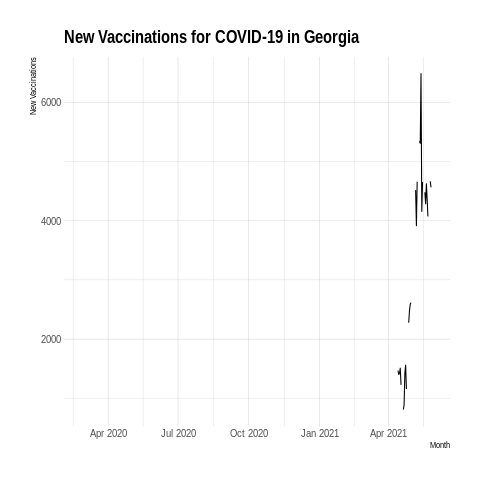 New Vaccinations for COVID-19 in Georgia
New Vaccinations
6000
4000
2000
Apr 2020 Jul 2020 Oct 2020 Jan 2021 Apr 2021
Month